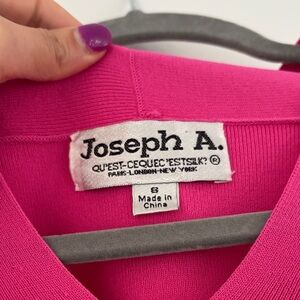 Joseph A.
QU'EST-CEQUEC'ESTSILK? ®
PARIS-LONDON-NEW YORK
S
Made in
China